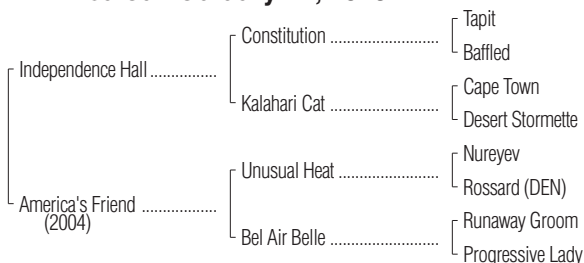 Tapit
Constitution
Baffled
Independence Hall
Cape Town
Kalahari Cat
Desert Stormette
Nureyev
Unusual Heat
Rossard (DEN)
America's Friend
(2004)
Runaway Groom
Bel Air Belle
Progressive Lady